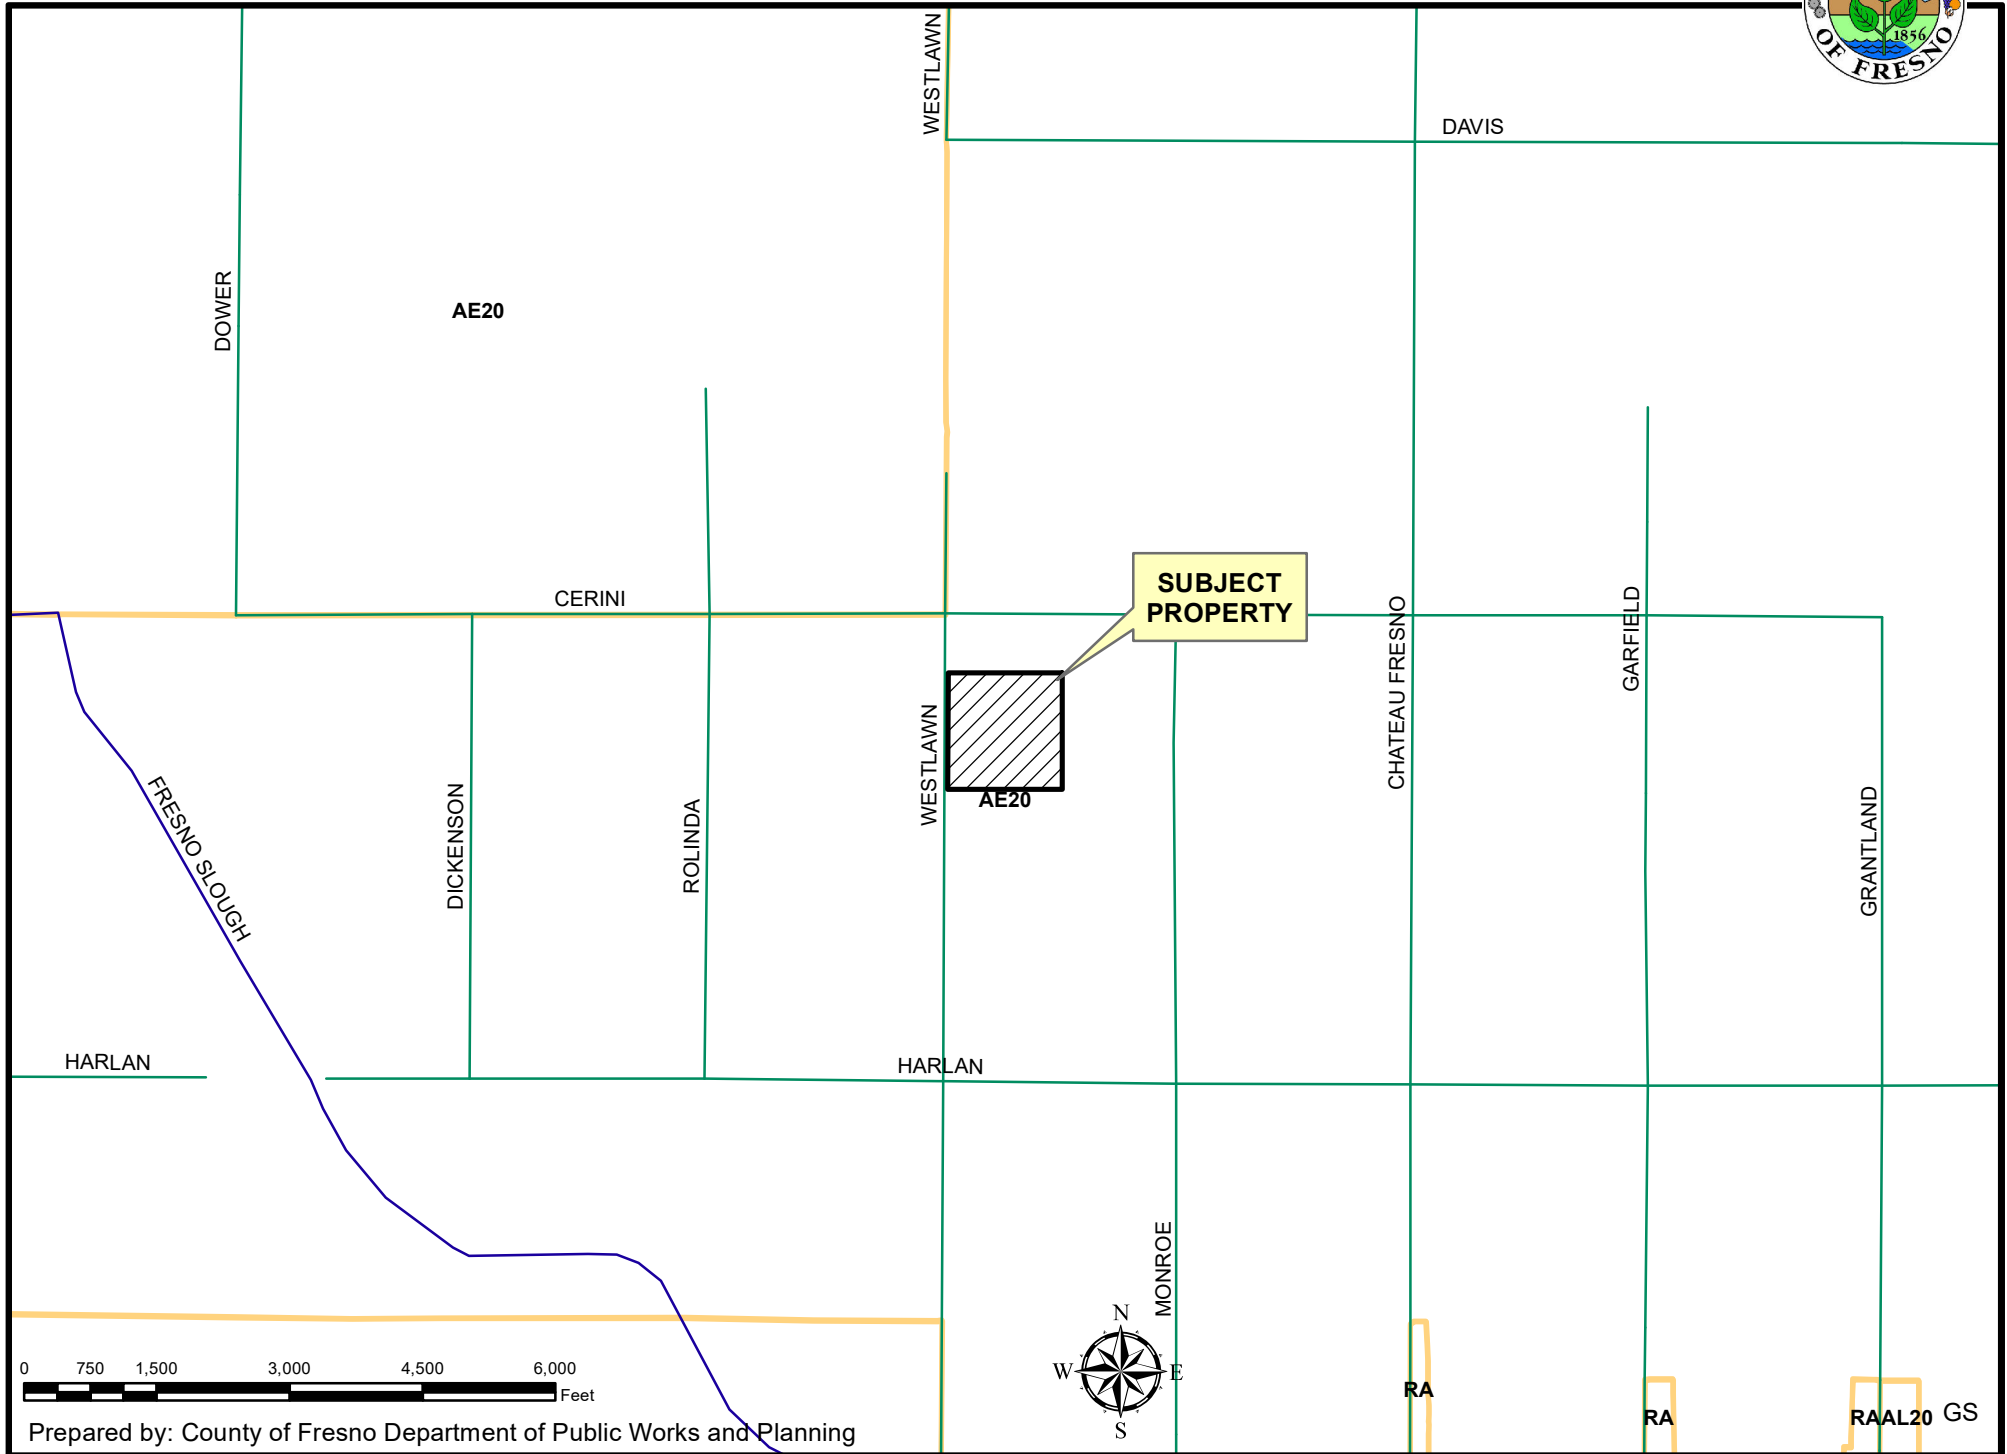 WESTLAWN
1856
OF FRESNO
DAVIS
DOWER
AE20
CERINI
SUBJECT
PROPERTY
CHATEAU FRESNO
GARFIELD
WESTLAWN
AE20
FRESNO SLOUGH
DICKENSON
ROLINDA
GRANTLAND
HARLAN
HARLAN
MONROE
N
W E
S
0 750 1,500 3,000 4,500 6,000
Feet
RA
RA
RAAL20
GS
Prepared by: County of Fresno Department of Public Works and Planning